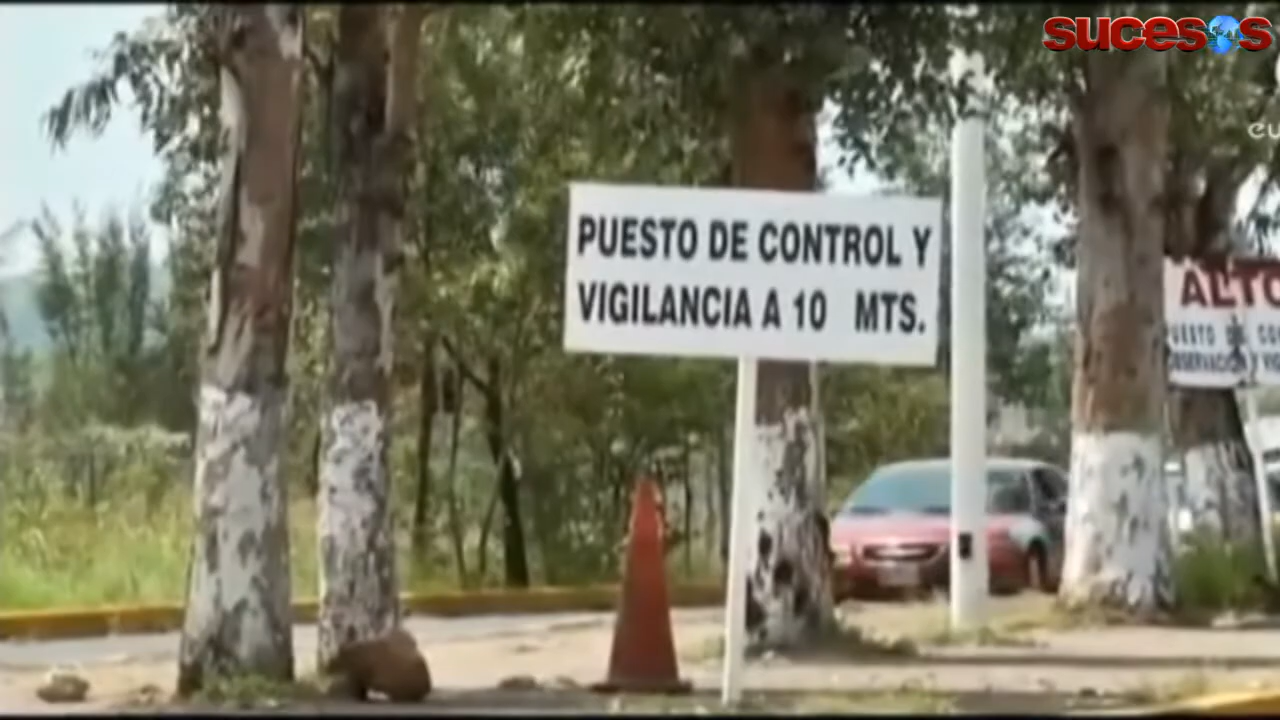 sucesos
PUESTO DE CONTROL Y
VIGILANCIA A 10 MTS.
ALTO